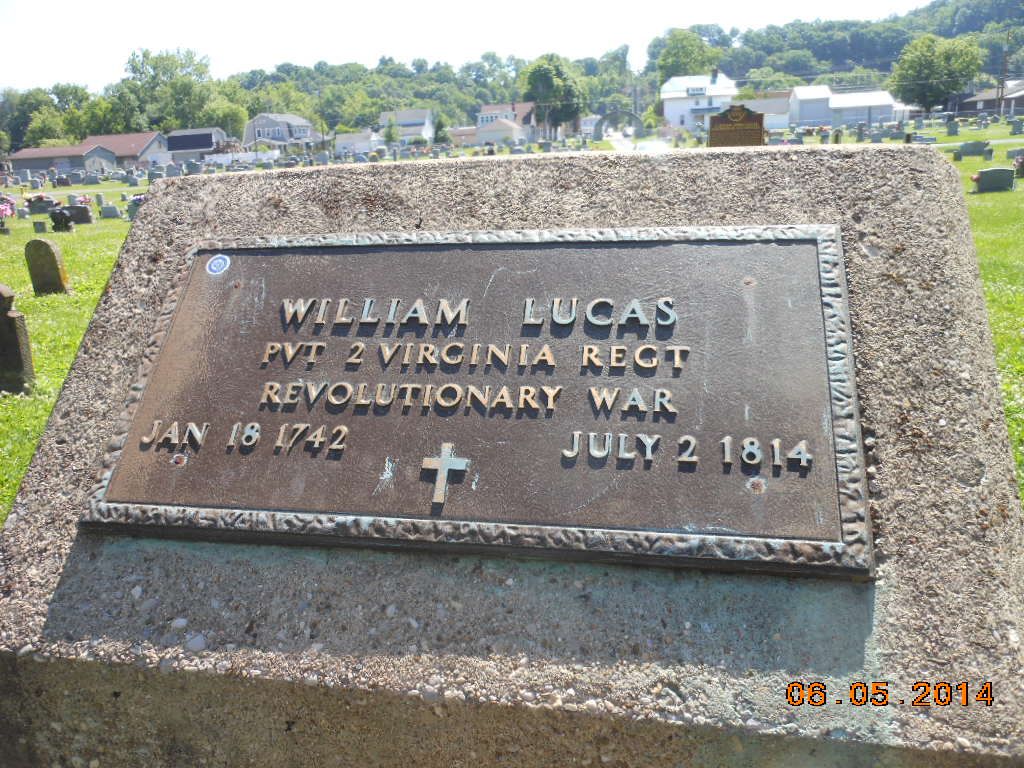 WILLIAM LUCAS
PVT 2 VIRGINIA REGT
REVOLUTIONARY WAR
JAN 18 1742 JULY 2 1814
06.05.2014